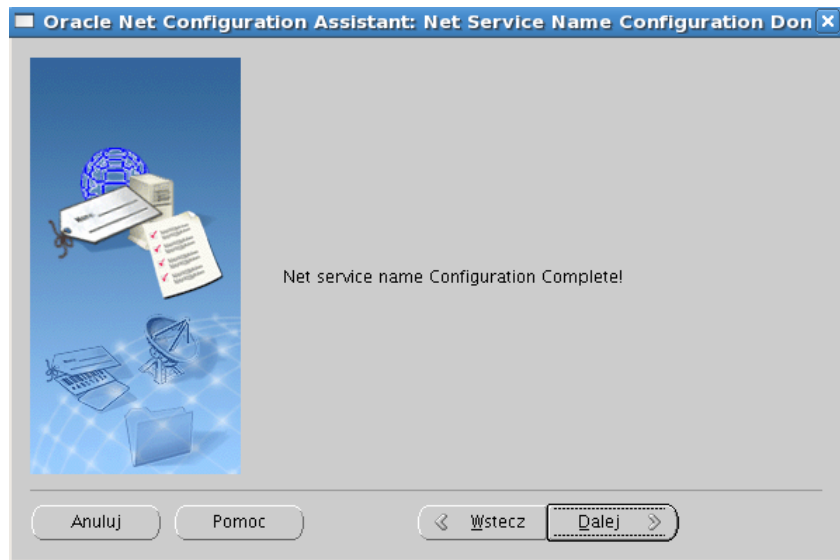 Oracle Net Configuration Assistant: Net Service Name Configuration Don
Net service name Configuration Complete!
Anuluj
Pomoc
Wstecz
Dalej